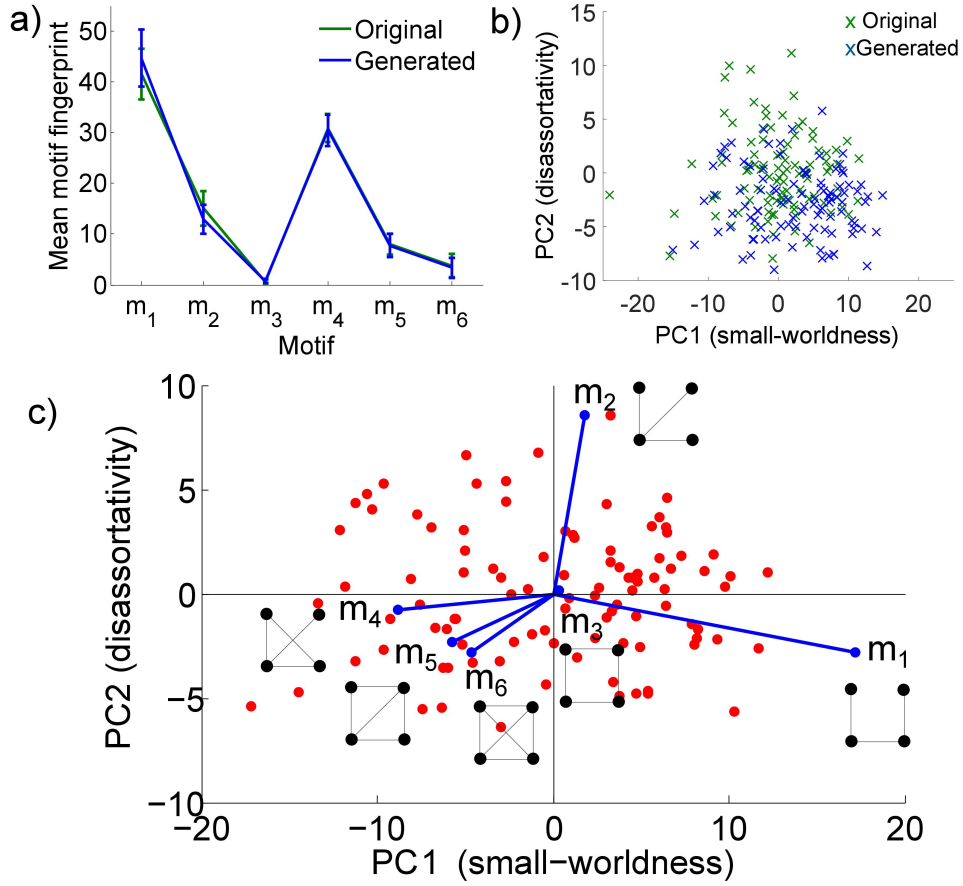 a)
50
40
30
20
10
0
Mean motif fingerprint
Original
Generated
m1 m2 m3 m4 m5 m6
Motif
b)
15
10
5
0
-5
-10
PC2 (disassortativity)
× Original
×Generated
-20 -10 0 10 20
PC1 (small-worldness)
c)
10
5
0
−5
−10
PC2 (disassortativity)
m2
m4
m5
m6
m3
m1
−20 −10 0 10 20
PC1 (small−worldness)